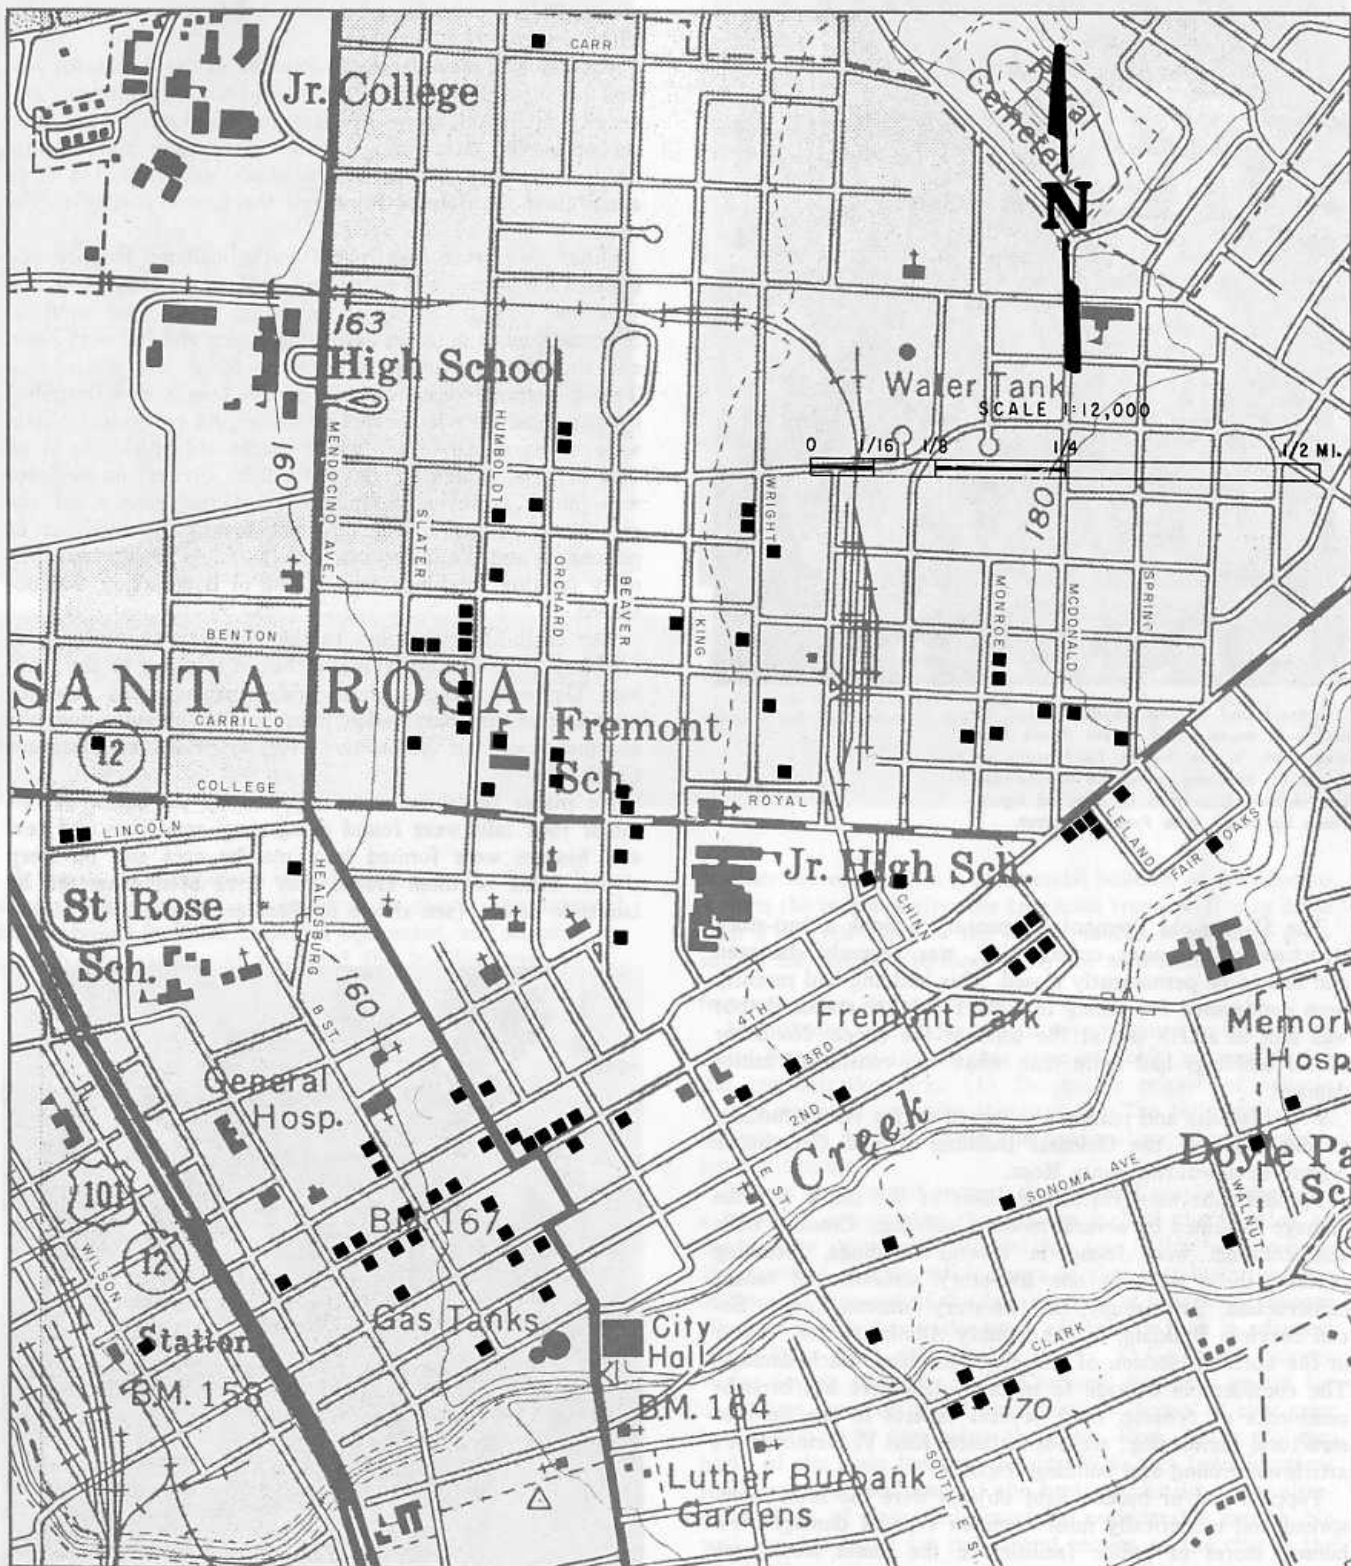 CARR
Jr. College
Rural
Cemetery
N
163
High School
Water Tank
SCALE 1:12,000
0 1/16 1/8 1/4 1/2 MI.
160
MENDOCINO AVE.
SLATER
HUMBOLDT
ORCHARD
BEAVER
KING
WRIGHT
180
MONROE
MCDONALD
SPRING
BENTON
SANTA ROSA
CARRILLO
12
Fremont
Sch.
COLLEGE
ROYAL
LINCOLN
HEALDSBURG
Jr. High Sch.
LELAND
FAIR OAKS
St. Rose
Sch.
CHINN
160
B ST.
4TH
3RD
2ND
Fremont Park
Memori
Hosp
General
Hosp.
Creek
E ST.
SONOMA AVE
Doyle Pa
Sch
WALNUT
101
12
WILSON
B.M. 167
Gas Tanks
City
Hall
CLARK
Station
B.M. 158
B.M. 164
170
SOUTH
ST.
Luther Burbank
Gardens